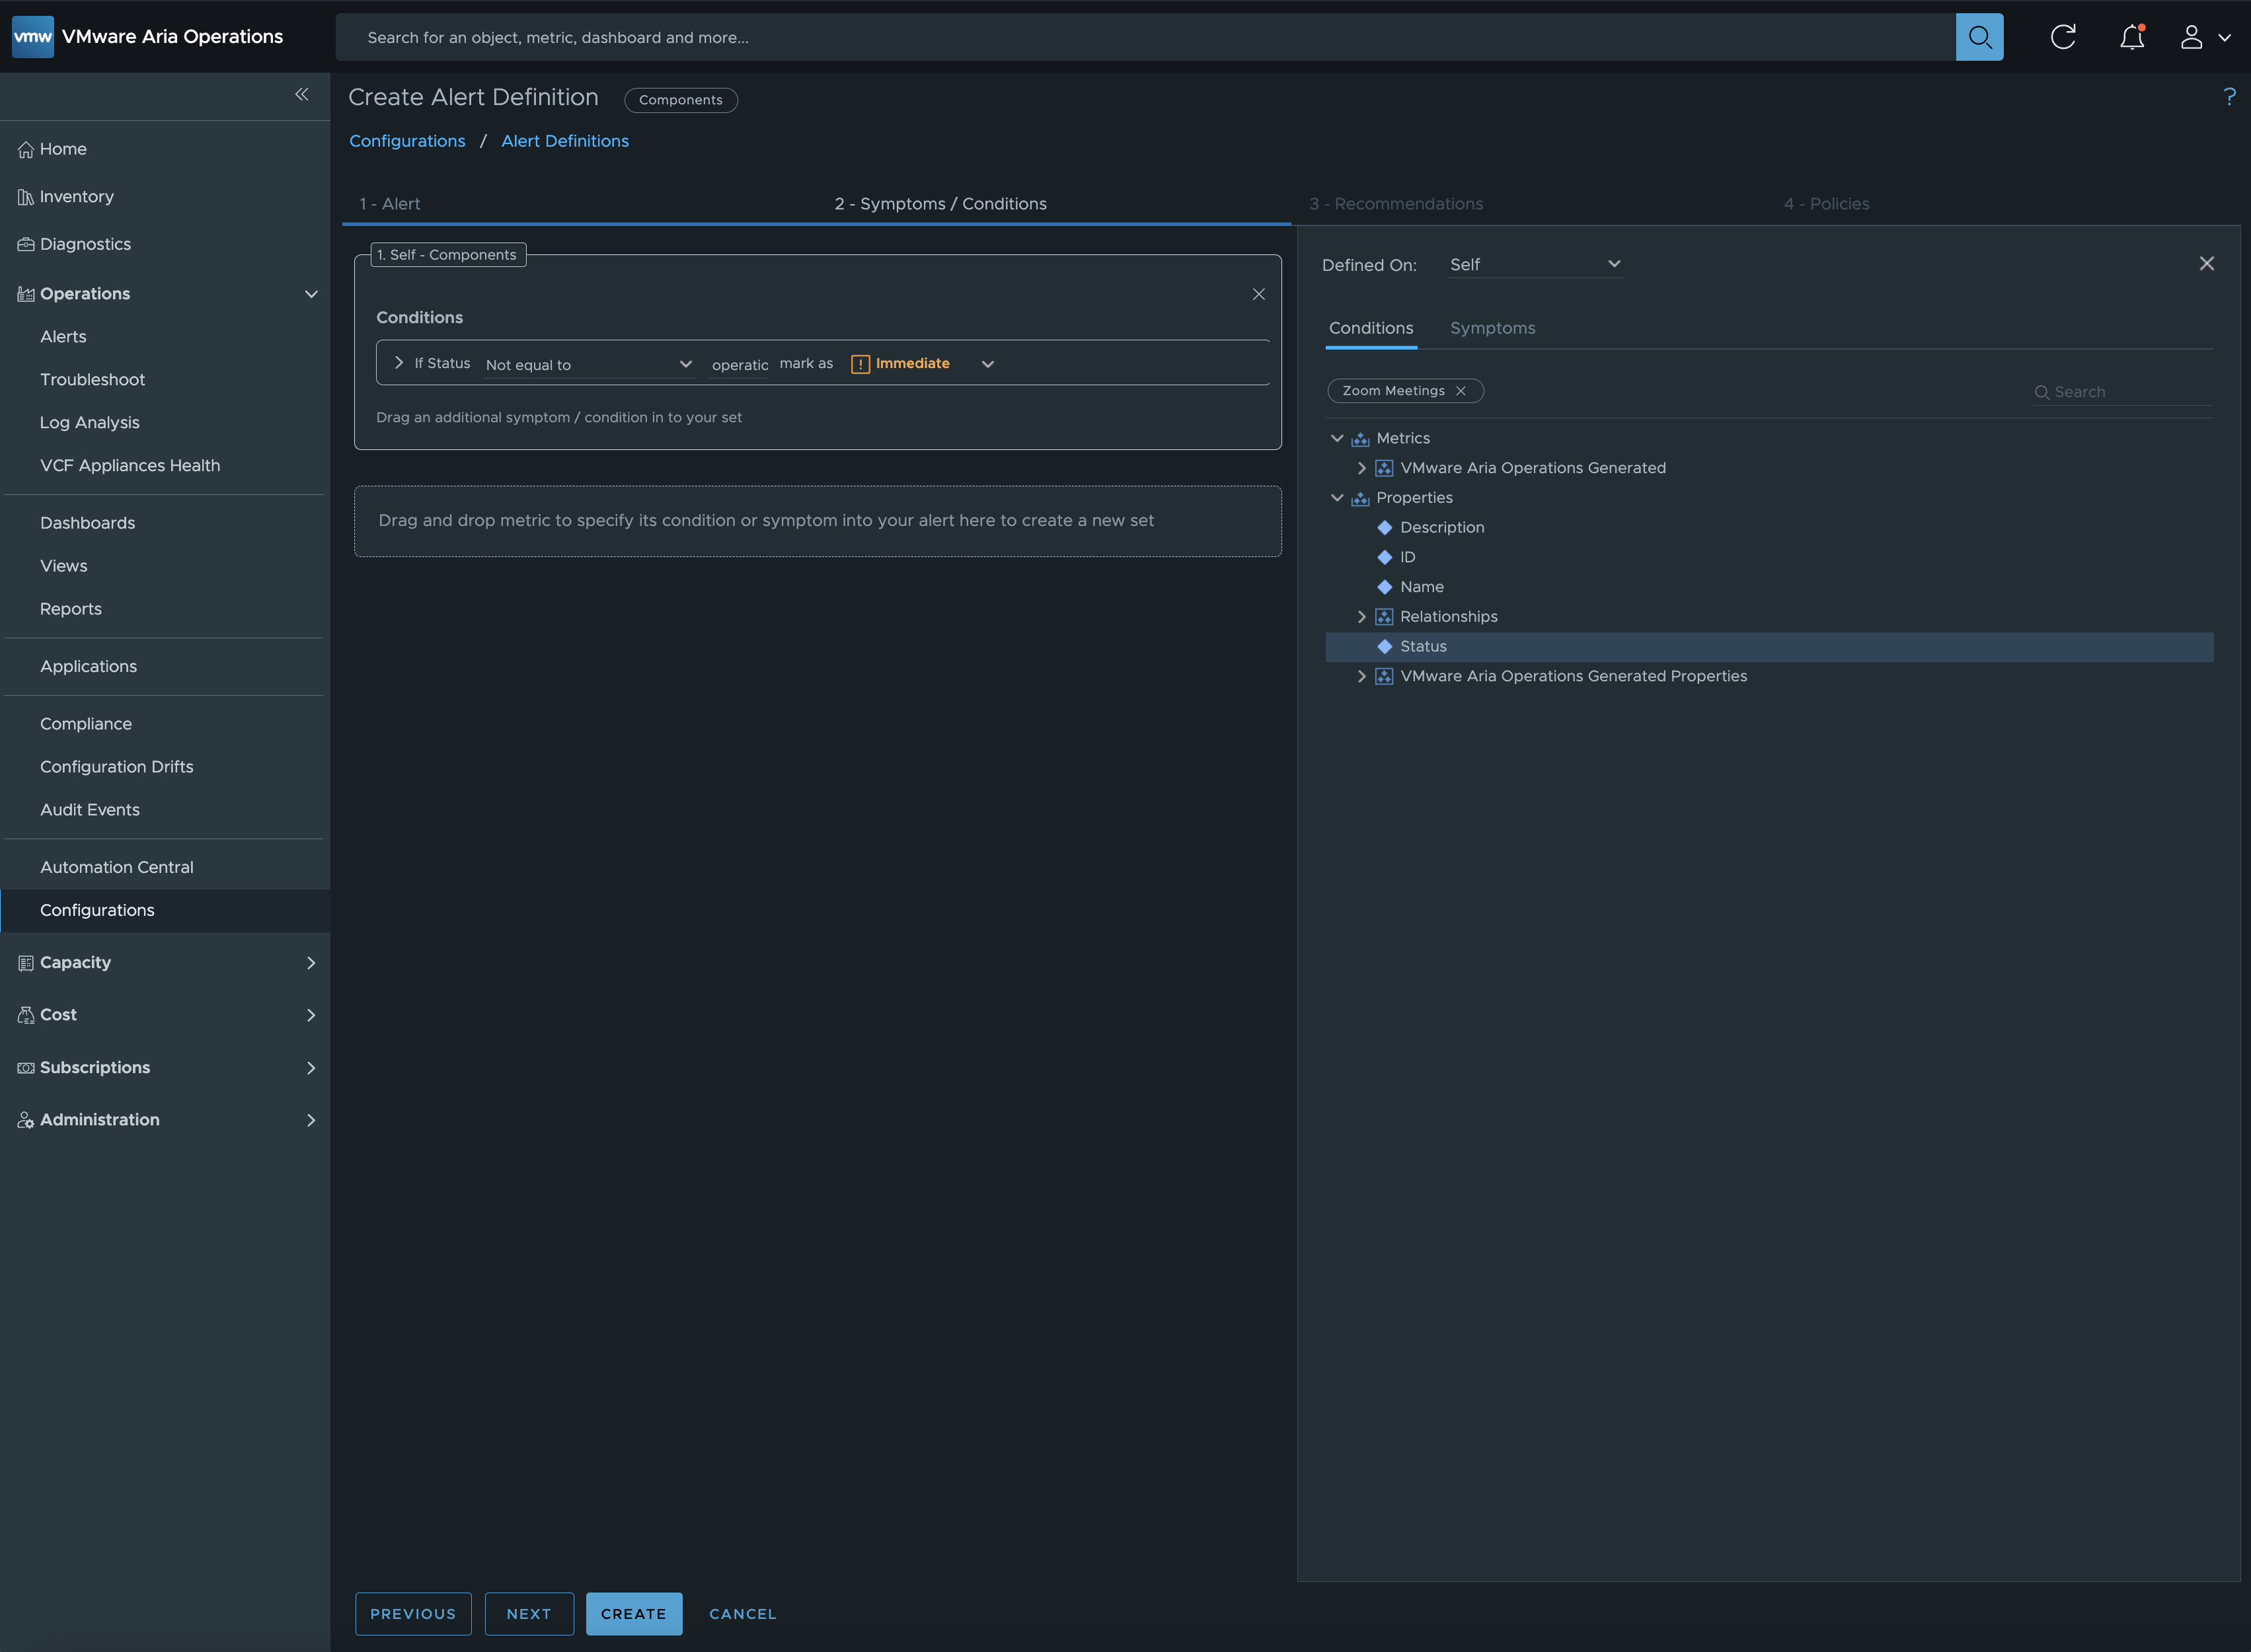 vmw VMware Aria Operations
Search for an object, metric, dashboard and more...
Create Alert Definition
Components
?
Configurations / Alert Definitions
Home
Inventory
Diagnostics
Operations
Alerts
Troubleshoot
Log Analysis
VCF Appliances Health
Dashboards
Views
Reports
Applications
Compliance
Configuration Drifts
Audit Events
Automation Central
Configurations
Capacity
Cost
Subscriptions
Administration
1 - Alert
2 - Symptoms / Conditions
3 - Recommendations
4 - Policies
1. Self - Components
Conditions
If Status Not equal to operatic mark as Immediate
Drag an additional symptom / condition in to your set
Drag and drop metric to specify its condition or symptom into your alert here to create a new set
Defined On: Self
Conditions
Symptoms
Zoom Meetings
Search
Metrics
VMware Aria Operations Generated
Properties
Description
ID
Name
Relationships
Status
VMware Aria Operations Generated Properties
PREVIOUS
NEXT
CREATE
CANCEL